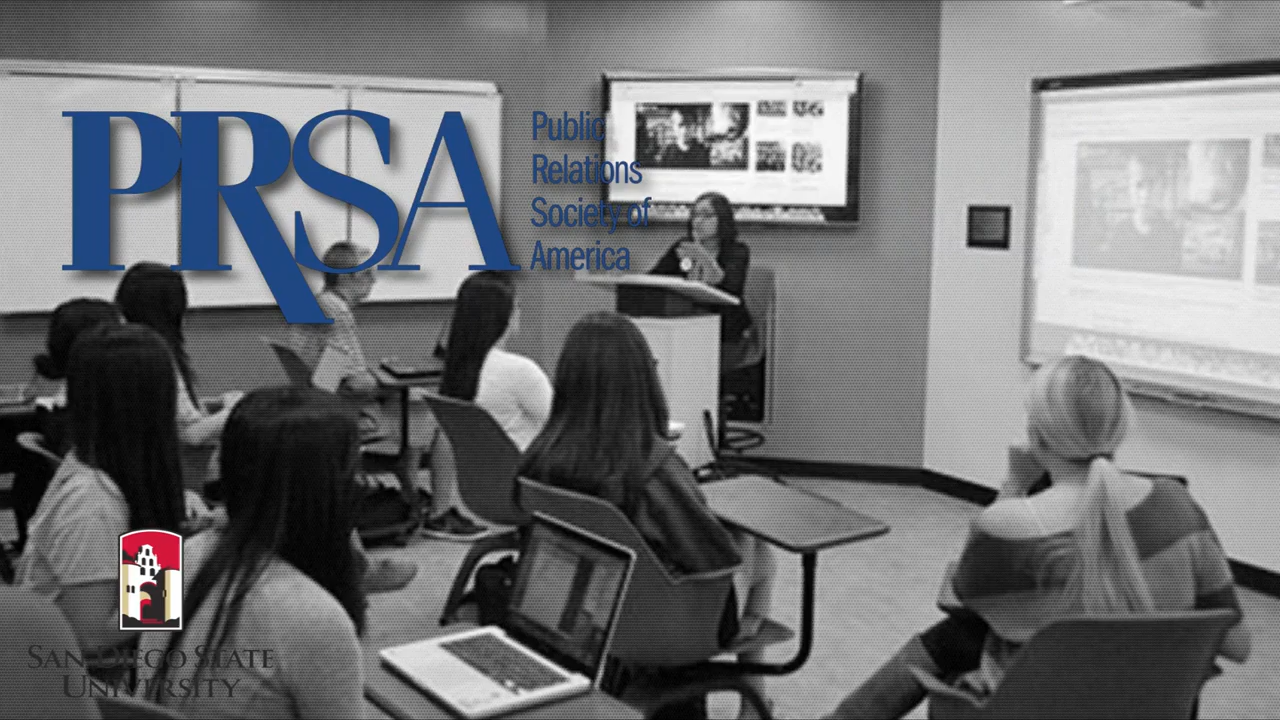 PRSA
Public
Relations
Society of
America
SAN DIEGO STATE
UNIVERSITY